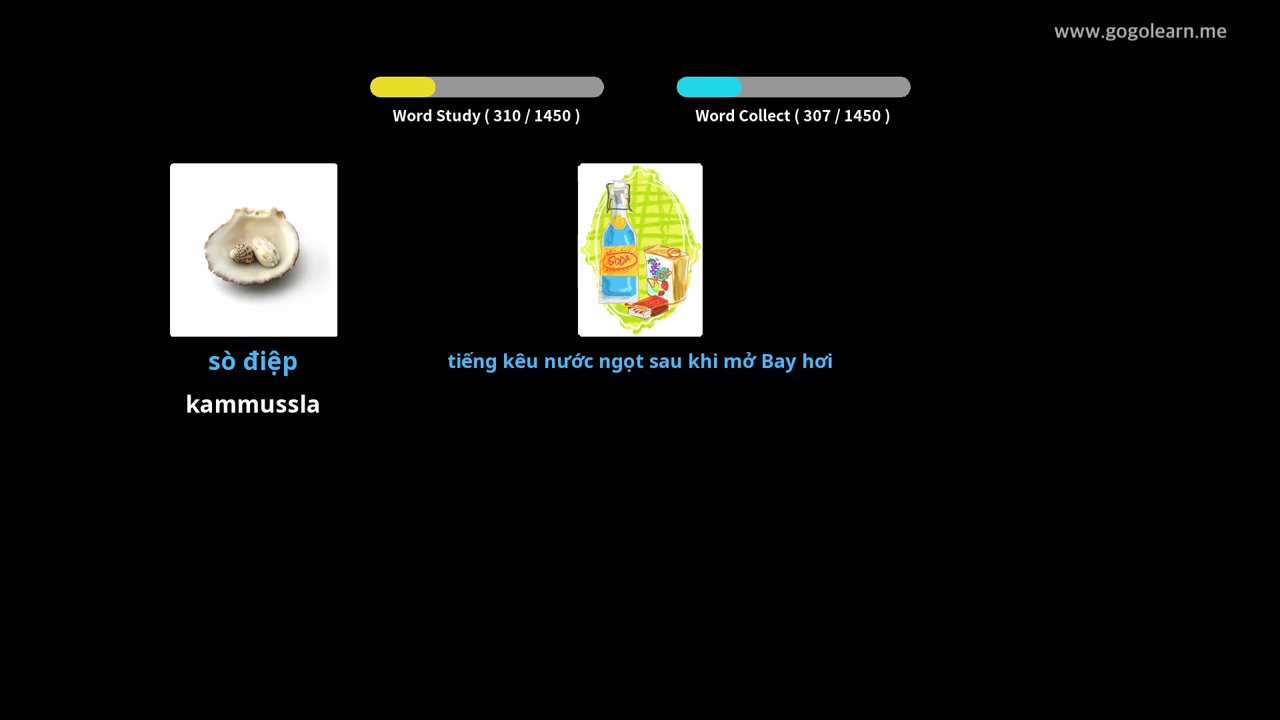 www.gogolearn.me
Word Study ( 310 / 1450 )
Word Collect ( 307 / 1450 )
SODA
sò điệp
kammussla
tiếng kêu nước ngọt sau khi mở Bay hơi